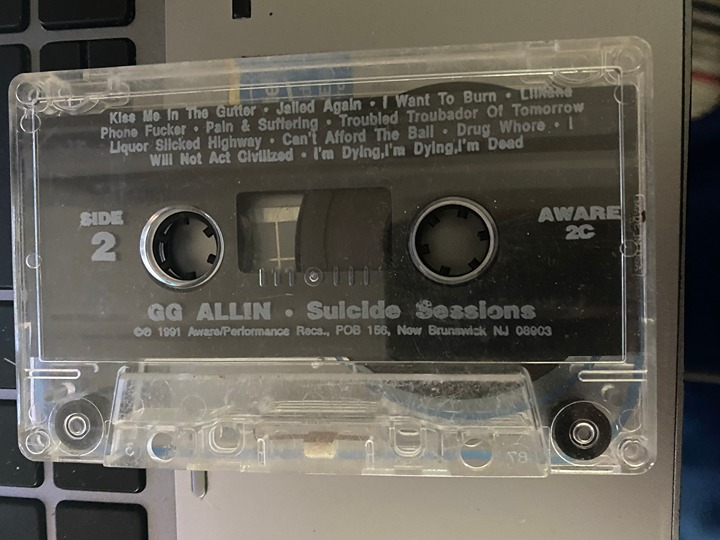 Kiss Me In The Gutter • Jailed Again • I Want To Burn • Liliane
Phone Fucker • Pain & Suffering • Troubled Troubador Of Tomorrow
Liquor Slicked Highway • Can't Afford The Ball • Drug Whore • I
Will Not Act Civilized • I'm Dying,I'm Dying,I'm Dead
SIDE
2
AWARE
2C
GG ALLIN • Suicide Sessions
©℗ 1991 Aware/Performance Recs., POB 156, New Brunswick NJ 08903